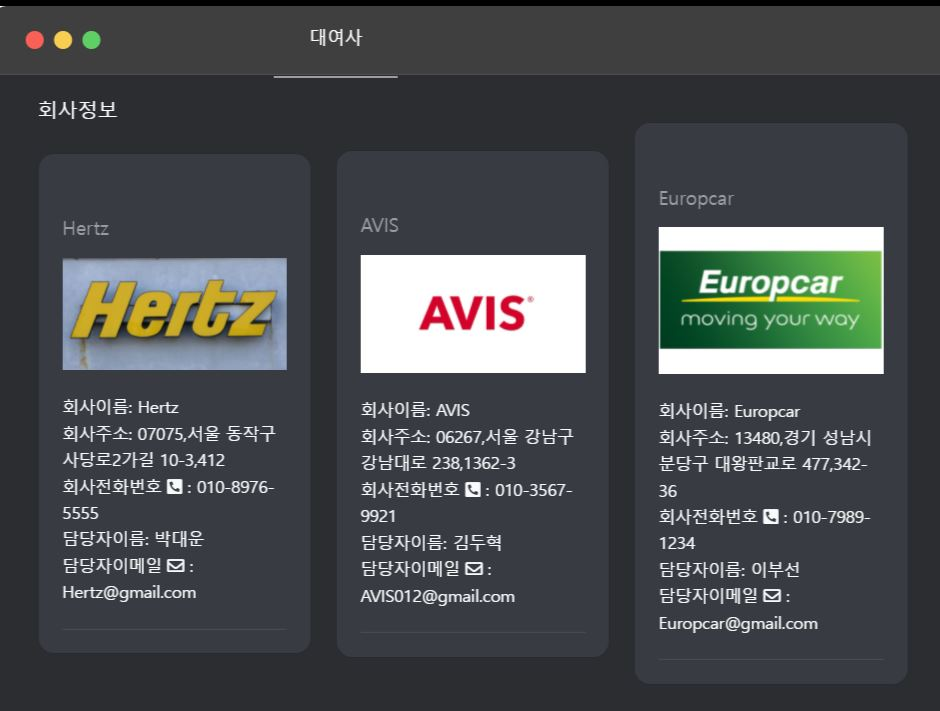 대여사
회사정보
Hertz
Hertz
회사이름: Hertz
회사주소: 07075,서울 동작구
사당로2가길 10-3,412
회사전화번호 : 010-8976-
5555
담당자이름: 박대운
담당자이메일 :
Hertz@gmail.com
AVIS
AVIS®
회사이름: AVIS
회사주소: 06267,서울 강남구
강남대로 238,1362-3
회사전화번호 : 010-3567-
9921
담당자이름: 김두혁
담당자이메일 :
AVIS012@gmail.com
Europcar
Europcar
moving your way
회사이름: Europcar
회사주소: 13480,경기 성남시
분당구 대왕판교로 477,342-
36
회사전화번호 : 010-7989-
1234
담당자이름: 이부선
담당자이메일 :
Europcar@gmail.com